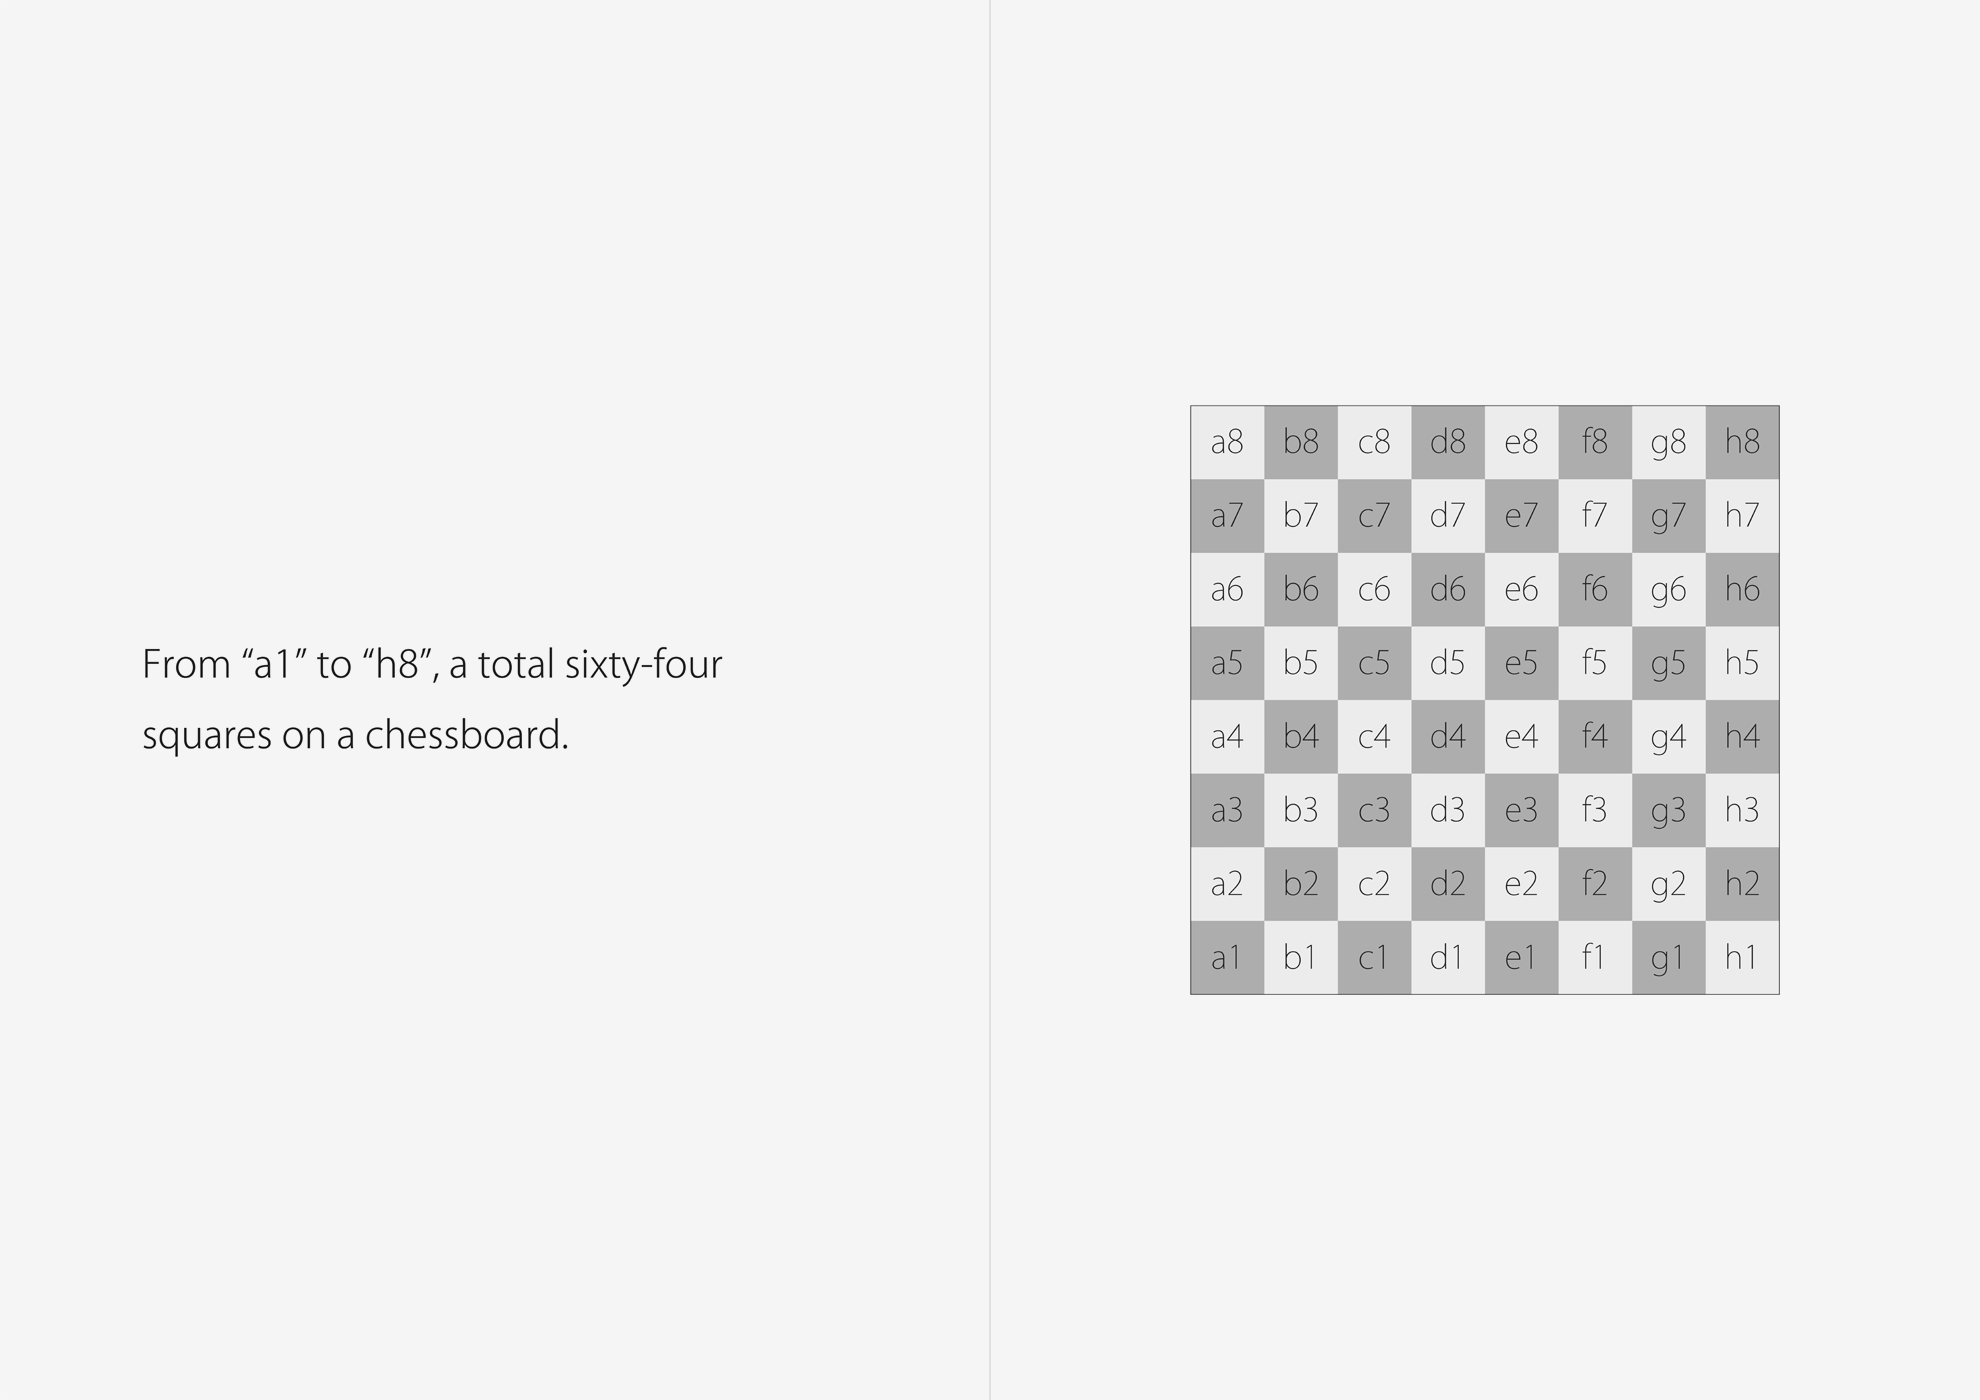 From “a1” to “h8”, a total sixty-four
squares on a chessboard.
a8 b8 c8 d8 e8 f8 g8 h8
a7 b7 c7 d7 e7 f7 g7 h7
a6 b6 c6 d6 e6 f6 g6 h6
a5 b5 c5 d5 e5 f5 g5 h5
a4 b4 c4 d4 e4 f4 g4 h4
a3 b3 c3 d3 e3 f3 g3 h3
a2 b2 c2 d2 e2 f2 g2 h2
a1 b1 c1 d1 e1 f1 g1 h1